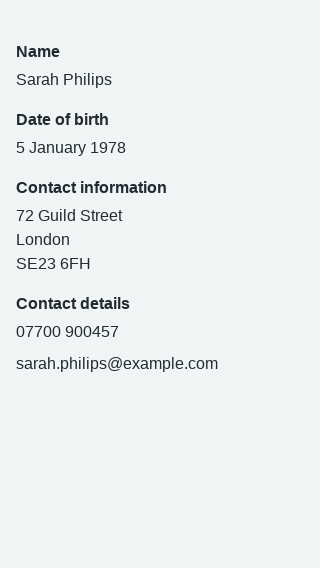 Name
Sarah Philips
Date of birth
5 January 1978
Contact information
72 Guild Street
London
SE23 6FH
Contact details
07700 900457
sarah.philips@example.com